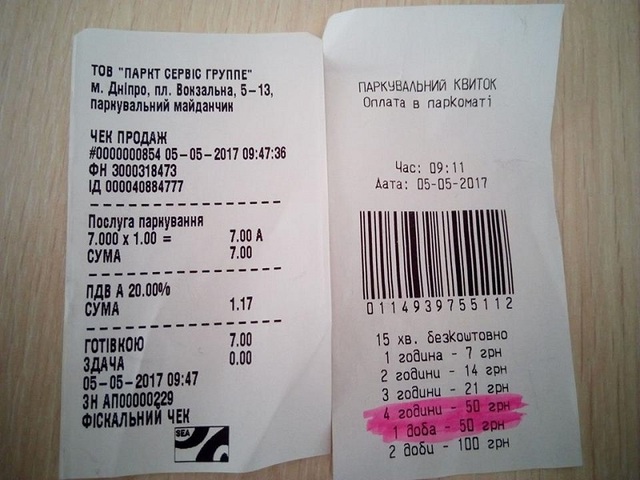 ТОВ "ПАРКТ СЕРВІС ГРУППЕ"
м. Дніпро, пл. Вокзальна, 5-13,
паркувальний майданчик
ЧЕК ПРОДАЖ
#0000000854 05-05-2017 09:47:36
ФН 3000318473
ІД 000040884777
Послуга паркування
7.000 x 1.00 = 7.00 А
СУМА 7.00
ПДВ А 20.00%
СУМА 1.17
ГОТІВКОЮ 7.00
ЗДАЧА 0.00
05-05-2017 09:47
ЗН АП00000229
ФІСКАЛЬНИЙ ЧЕК
SEA
ПАРКУВАЛЬНИЙ КВИТОК
Оплата в паркоматі
Час: 09:11
Дата: 05-05-2017
0114939755112
15 хв. безкоштовно
1 година - 7 грн
2 години - 14 грн
3 години - 21 грн
4 години - 50 грн
1 доба - 50 грн
2 доби - 100 грн